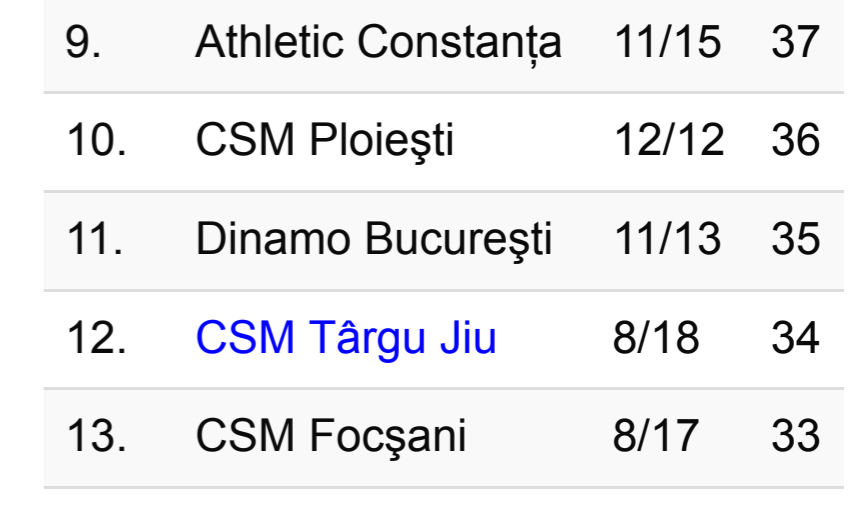 9. Athletic Constanța 11/15 37
10. CSM Ploieşti 12/12 36
11. Dinamo Bucureşti 11/13 35
12. CSM Târgu Jiu 8/18 34
13. CSM Focşani 8/17 33